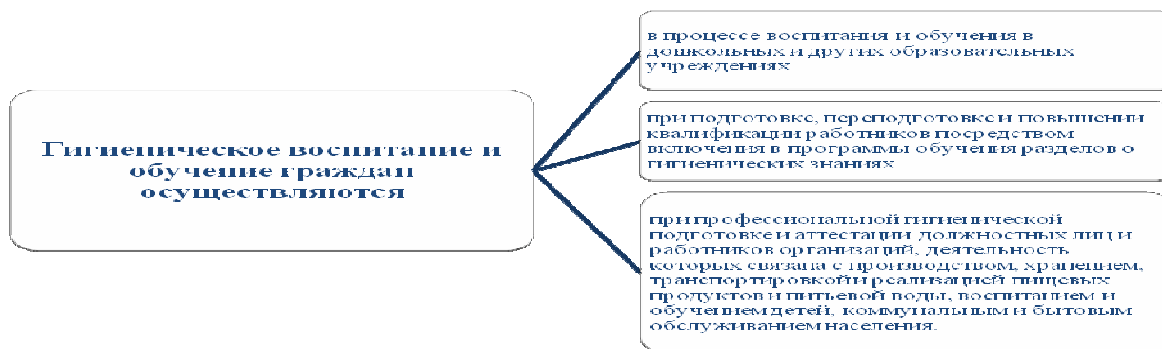 Гигиеническое воспитание и
обучение граждан
осуществляются
в процессе воспитания и обучения в
дошкольных и других образовательных
учреждениях
при подготовке, переподготовке и повышении
квалификации работников посредством
включения в программы обучения разделов о
гигиенических знаниях
при профессиональной гигиенической
подготовке и аттестации должностных лиц и
работников организаций, деятельность
которых связана с производством, хранением,
транспортировкой и реализацией пищевых
продуктов и питьевой воды, воспитанием и
обучением детей, коммунальным и бытовым
обслуживанием населения.